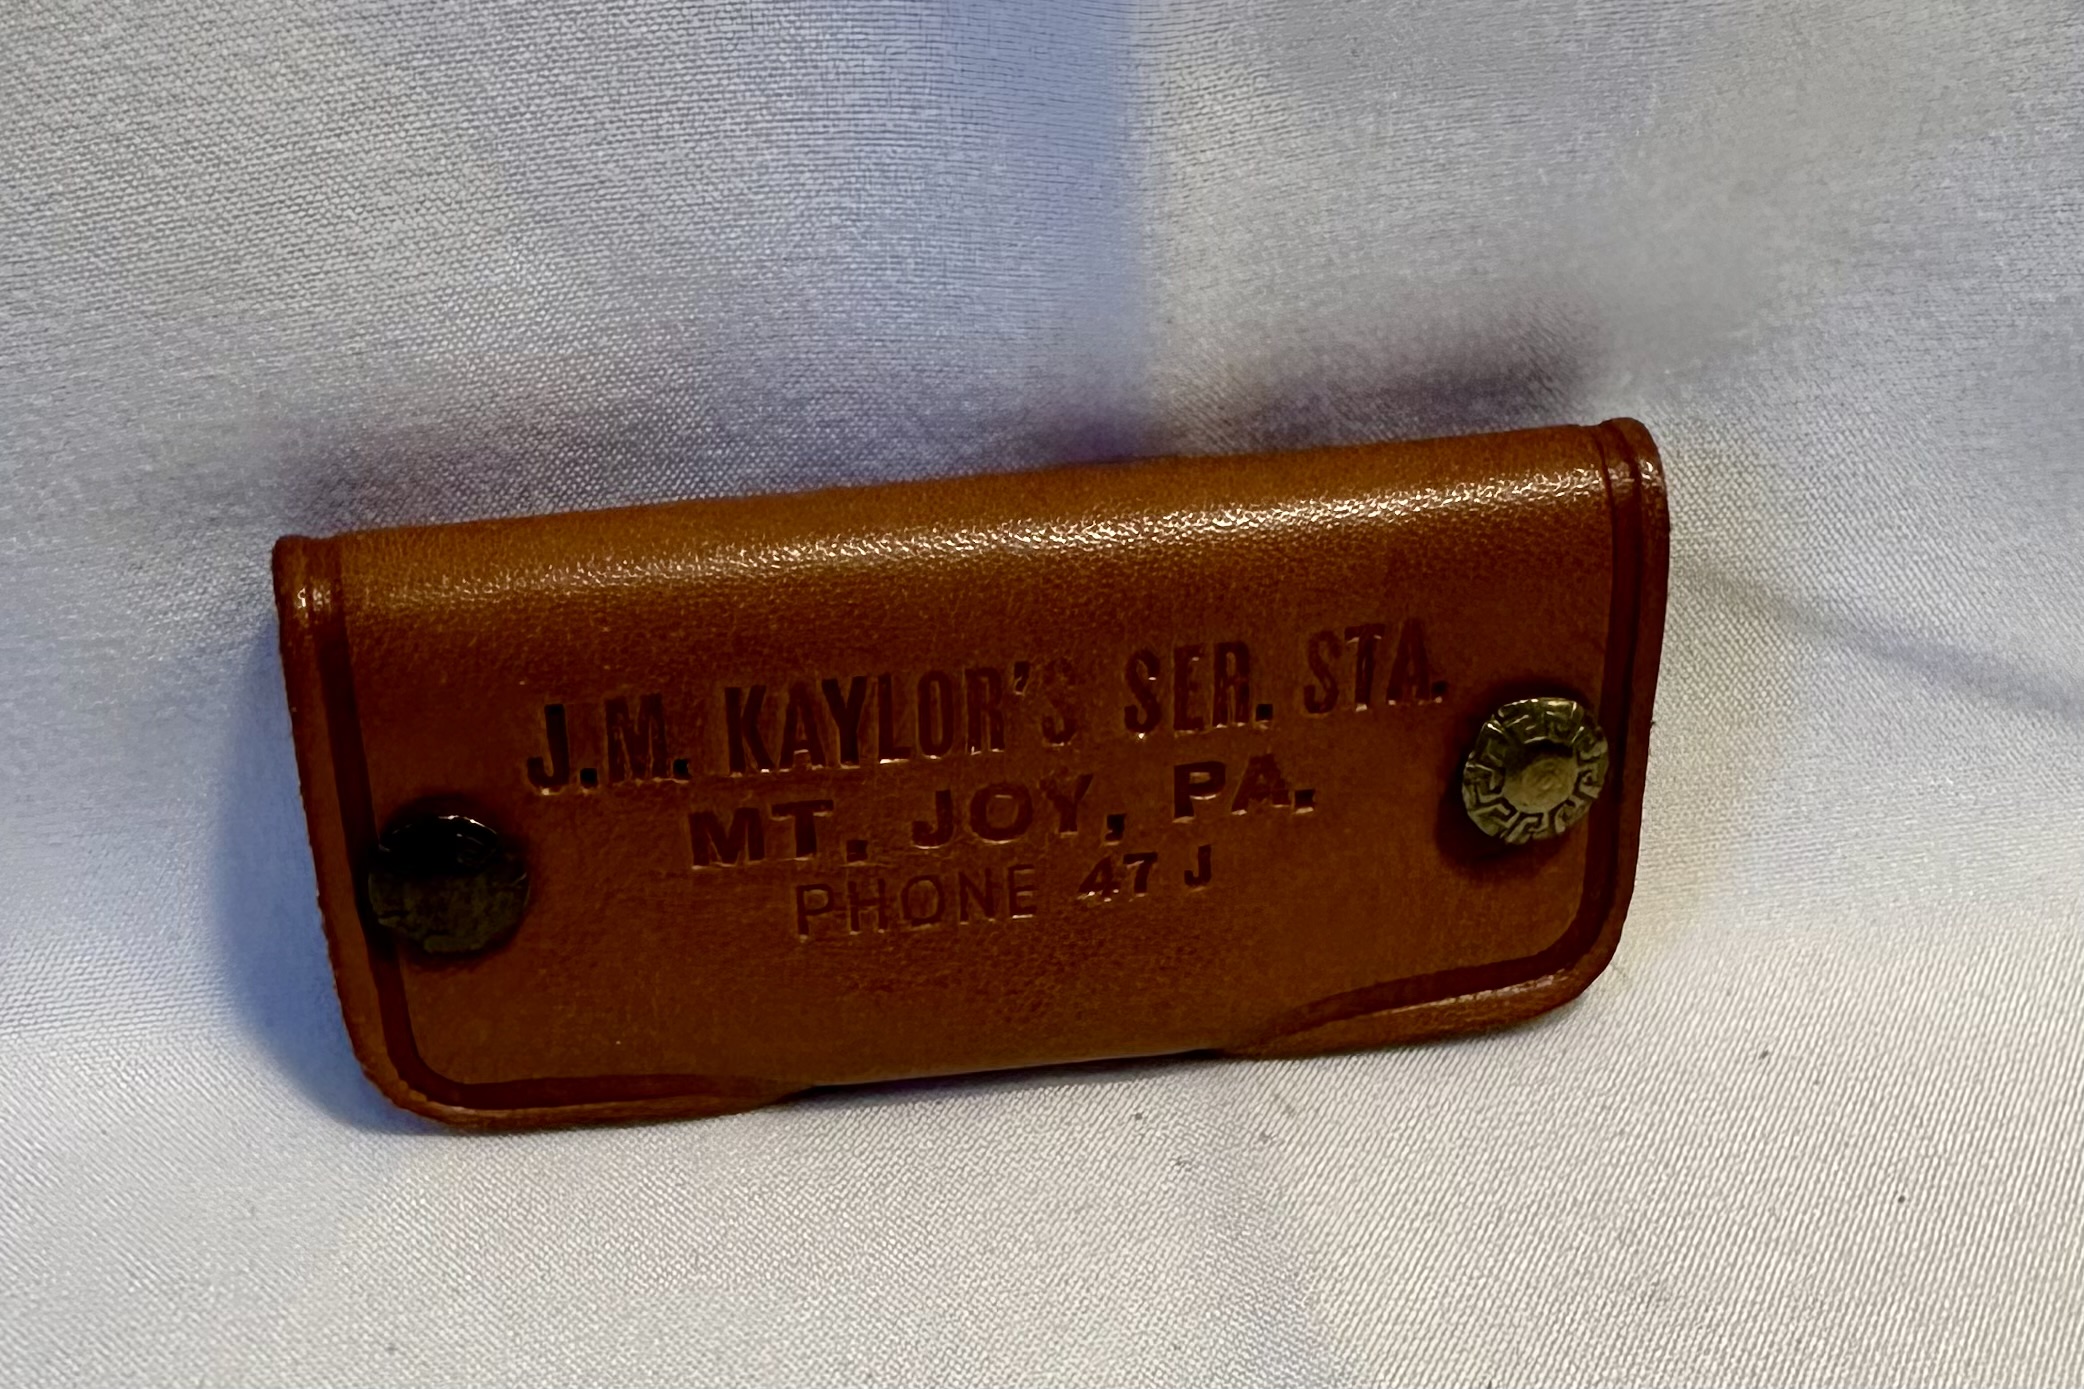 J.M. KAYLOR'S SER. STA.
MT. JOY, PA.
PHONE 47 J